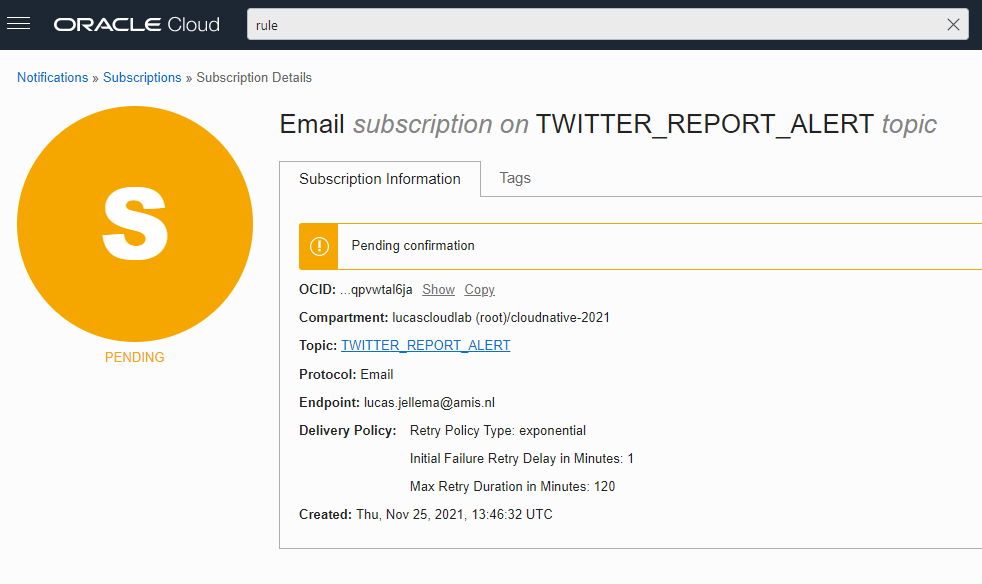 ORACLE Cloud
rule
Notifications » Subscriptions » Subscription Details
S
PENDING
Email subscription on TWITTER_REPORT_ALERT topic
Subscription Information
Tags
Pending confirmation
OCID: ...qpvwtal6ja Show Copy
Compartment: lucascloudlab (root)/cloudnative-2021
Topic: TWITTER_REPORT_ALERT
Protocol: Email
Endpoint: lucas.jellema@amis.nl
Delivery Policy: Retry Policy Type: exponential
Initial Failure Retry Delay in Minutes: 1
Max Retry Duration in Minutes: 120
Created: Thu, Nov 25, 2021, 13:46:32 UTC